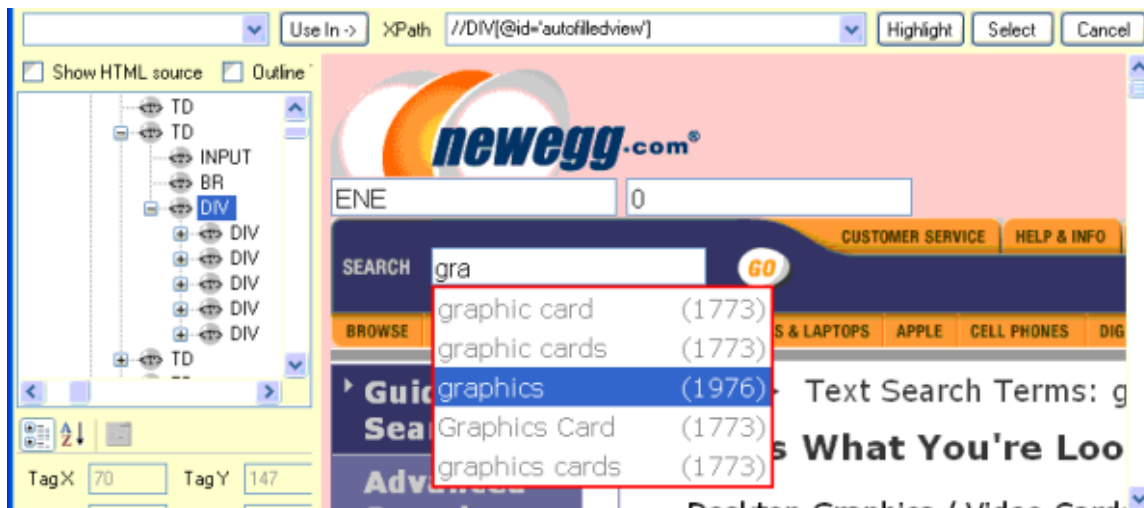 Use In -> XPath //DIV[@id='autofilledview'] Highlight Select Cancel
Show HTML source Outline
TD
TD
INPUT
BR
DIV
DIV
DIV
DIV
DIV
DIV
TD
TagX 70 TagY 147
newegg.com®
ENE 0
CUSTOMER SERVICE HELP & INFO
SEARCH gra GO
graphic card (1773)
graphic cards (1773)
graphics (1976)
Graphics Card (1773)
graphics cards (1773)
BROWSE S & LAPTOPS APPLE CELL PHONES DIG
Guid
Sea
Text Search Terms: g
s What You're Loo